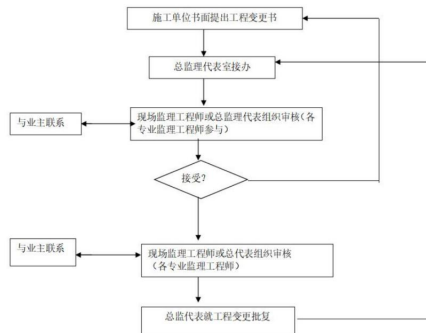 施工单位书面提出工程变更书
总监理代表室接办
与业主联系
现场监理工程师或总监理代表组织审核（各
专业监理工程师参与）
接受？
与业主联系
现场监理工程师或总代表组织审核
（各专业监理工程师）
总监代表就工程变更批复